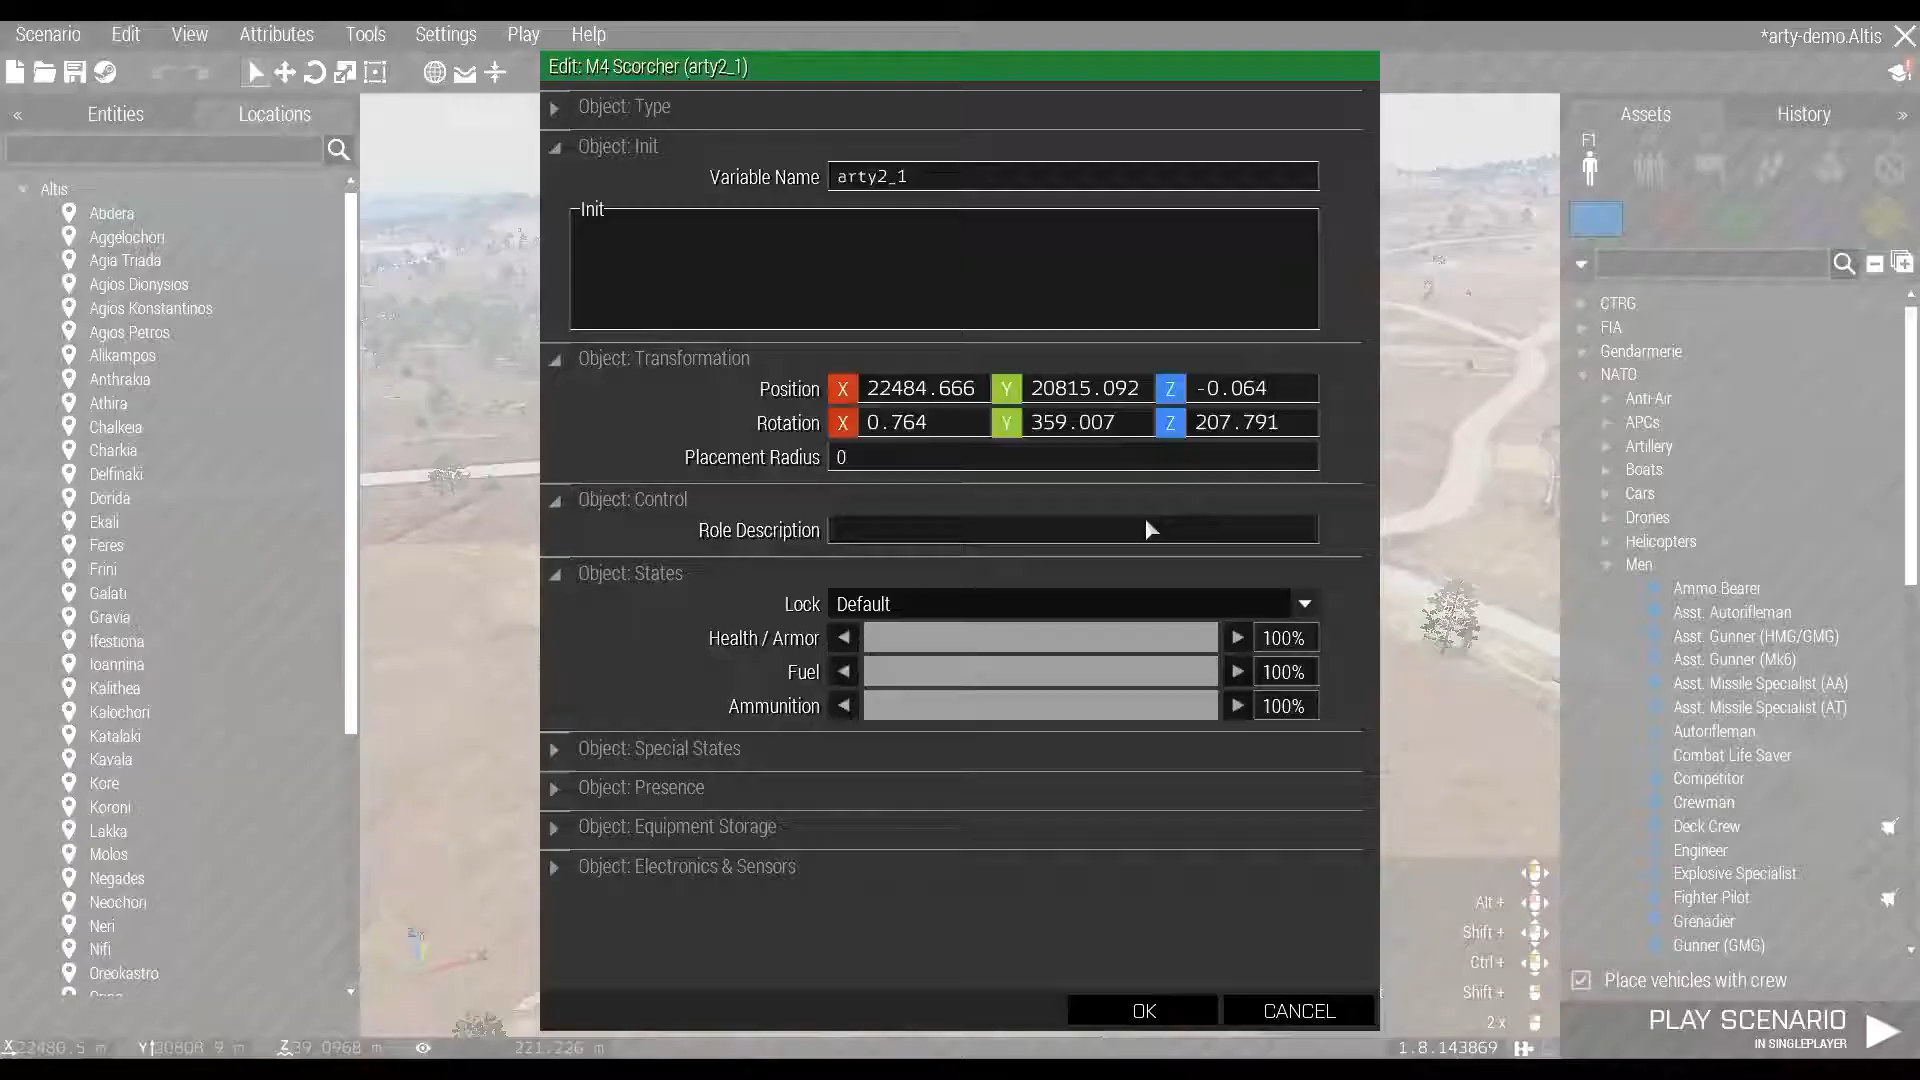 Scenario Edit View Attributes Tools Settings Play Help
*arty-demo.Altis
Edit: M4 Scorcher (arty2_1)
« Entities Locations
Altis
Abdera
Aggelochori
Agia Triada
Agios Dionysios
Agios Konstantinos
Agios Petros
Alikampos
Anthrakia
Athira
Chalkeia
Charkia
Delfinaki
Dorida
Ekali
Feres
Frini
Galati
Gravia
Ifestiona
Ioannina
Kalithea
Kalochori
Katalaki
Kavala
Kore
Koroni
Lakka
Molos
Negades
Neochori
Neri
Nifi
Oreokastro
Object: Type
Object: Init
Variable Name arty2_1
Init
Object: Transformation
Position X 22484.666 Y 20815.092 Z -0.064
Rotation X 0.764 Y 359.007 Z 207.791
Placement Radius 0
Object: Control
Role Description
Object: States
Lock Default
Health / Armor 100%
Fuel 100%
Ammunition 100%
Object: Special States
Object: Presence
Object: Equipment Storage
Object: Electronics & Sensors
OK CANCEL
Assets History »
F1
CTRG
FIA
Gendarmerie
NATO
Anti-Air
APCs
Artillery
Boats
Cars
Drones
Helicopters
Men
Ammo Bearer
Asst. Autorifleman
Asst. Gunner (HMG/GMG)
Asst. Gunner (Mk6)
Asst. Missile Specialist (AA)
Asst. Missile Specialist (AT)
Autorifleman
Combat Life Saver
Competitor
Crewman
Deck Crew
Engineer
Explosive Specialist
Fighter Pilot
Grenadier
Gunner (GMG)
Alt +
Shift +
Ctrl +
Shift +
2 x
Place vehicles with crew
PLAY SCENARIO
IN SINGLEPLAYER
X 22480.5 m Y 20808.9 m Z 39.0968 m 221.226 m 1.8.143869